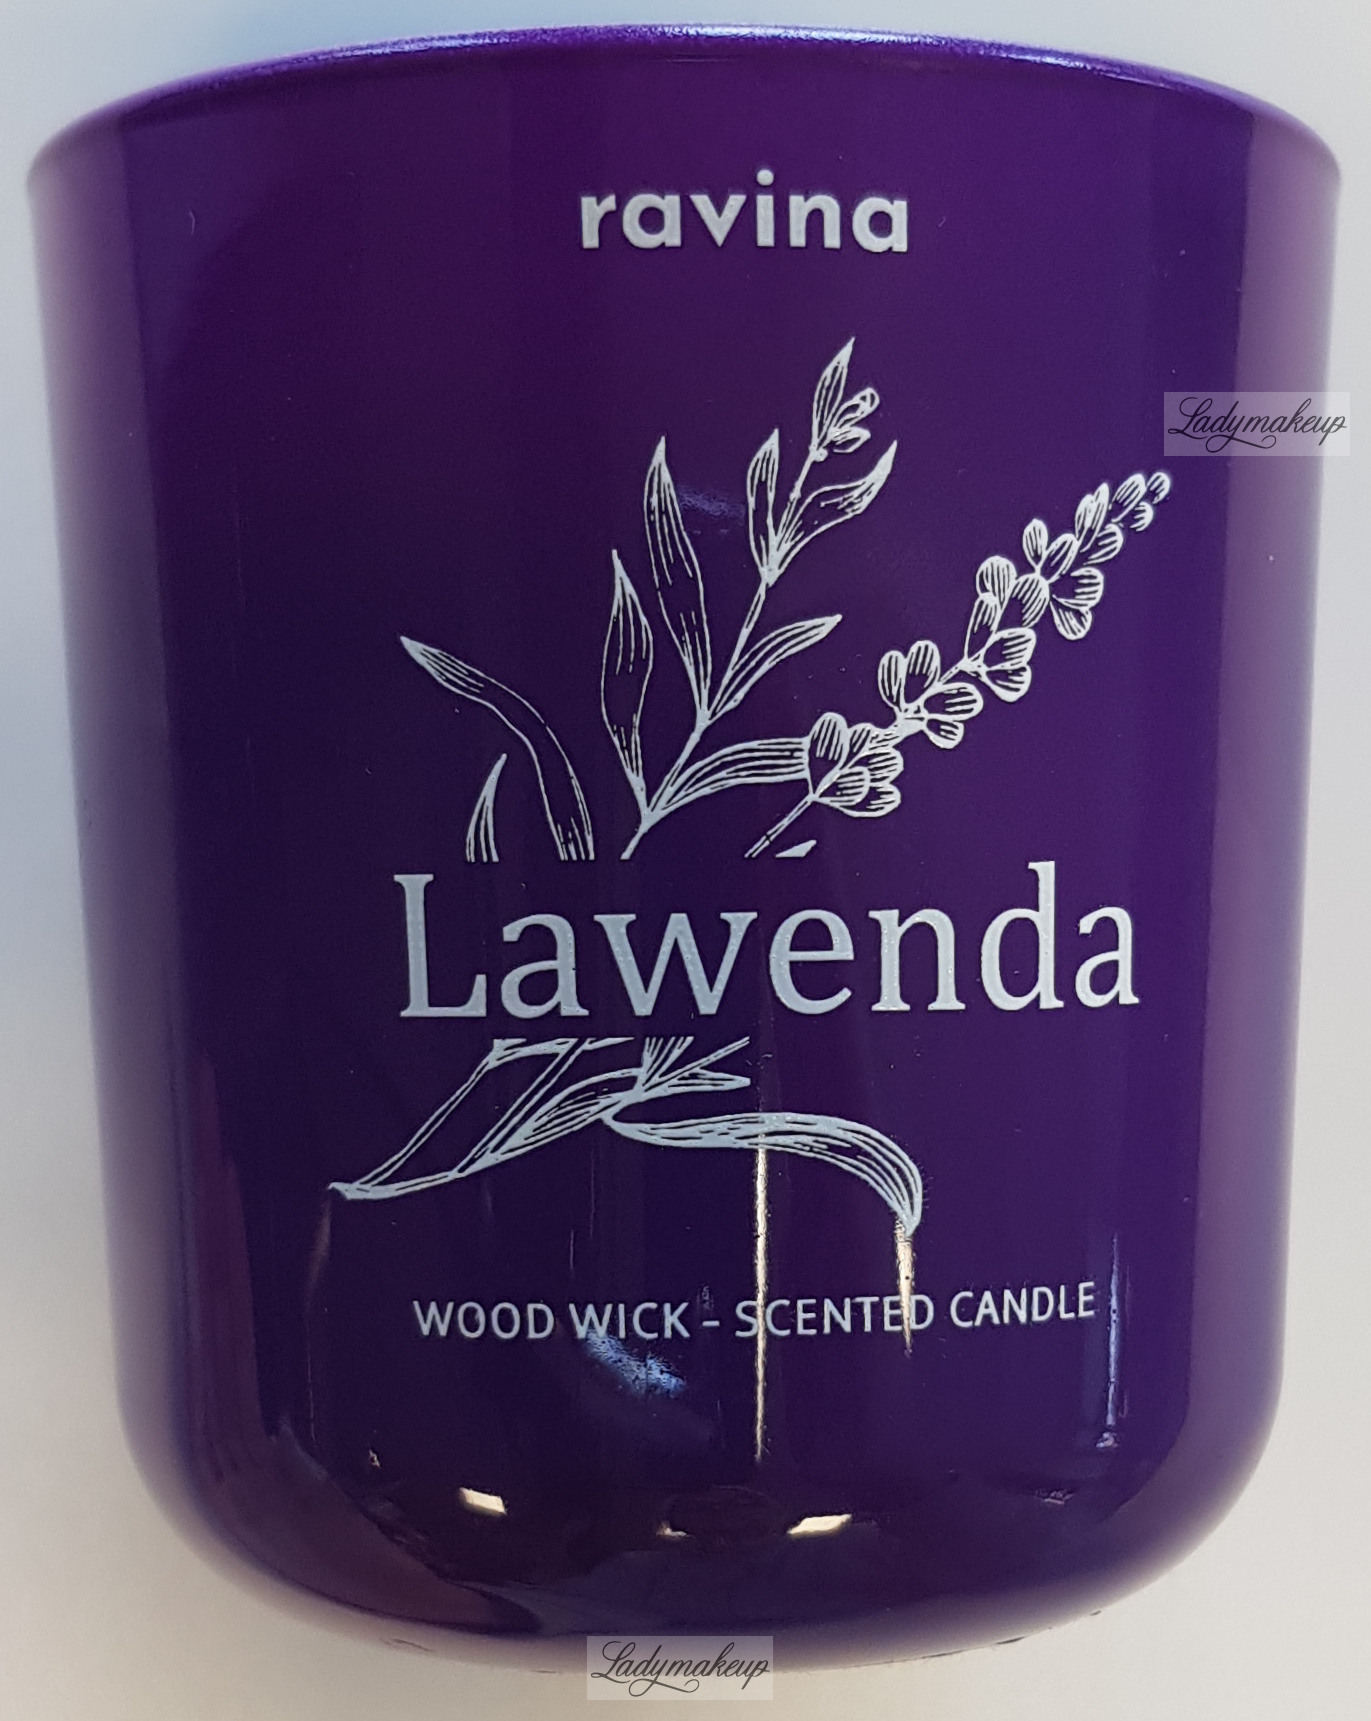 ravina
Ladymakeup
Lawenda
WOOD WICK - SCENTED CANDLE
Ladymakeup